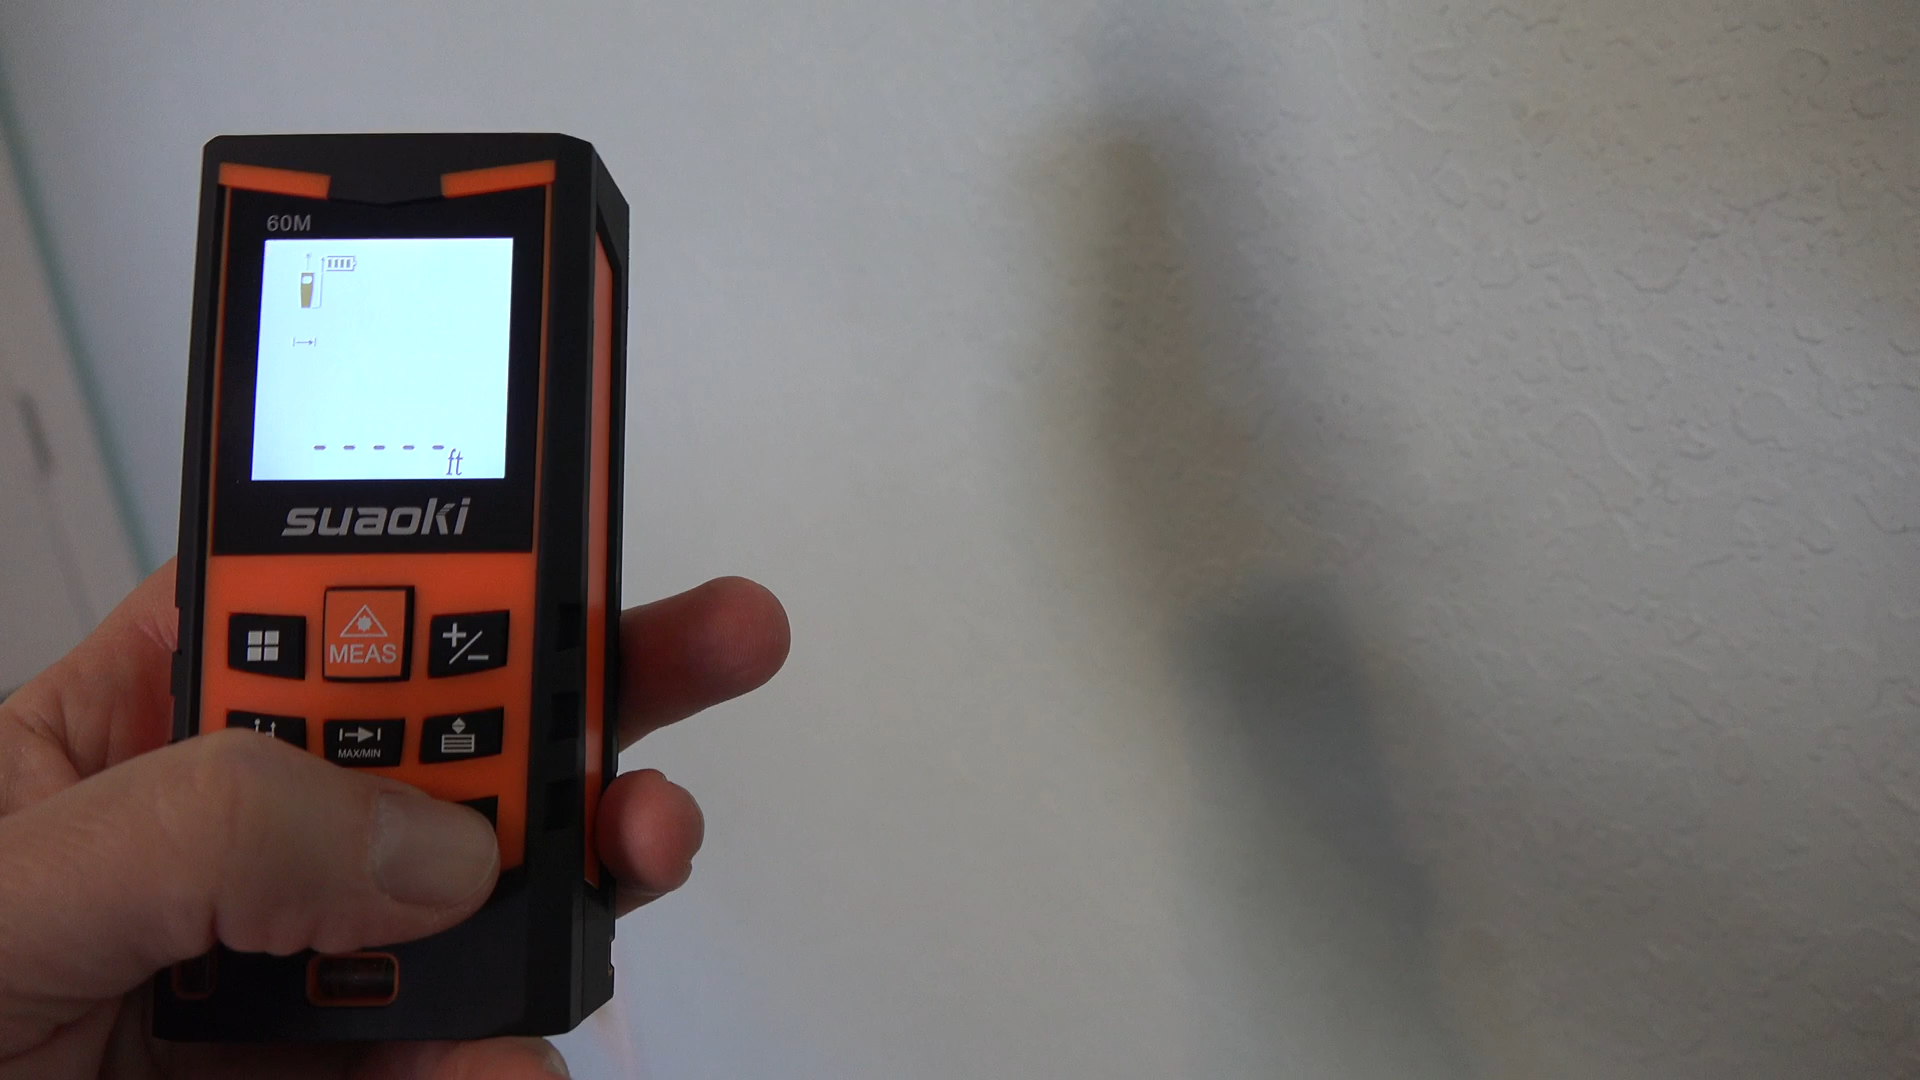 60M
- - - - - ft
suaoki
MEAS
+/-
MAX/MIN